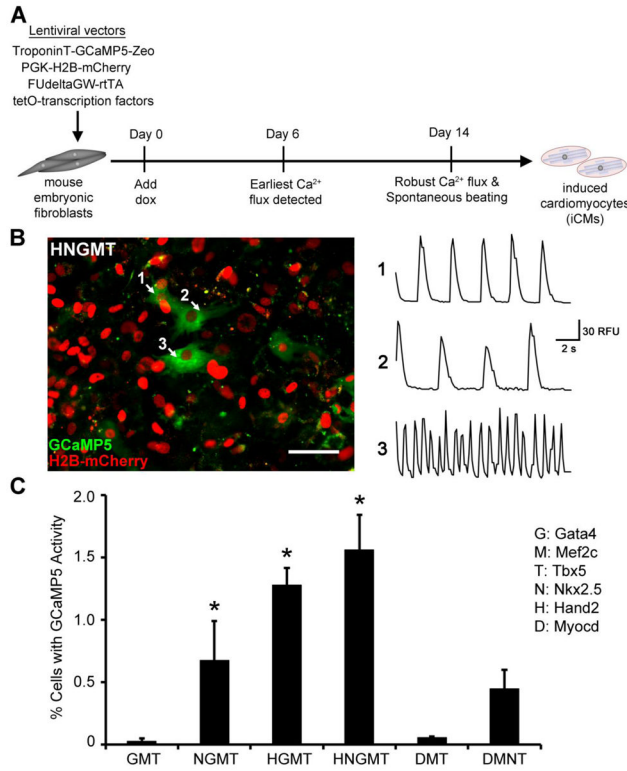 A
Lentiviral vectors
TroponinT-GCaMP5-Zeo
PGK-H2B-mCherry
FUdeltaGW-rtTA
tetO-transcription factors
Day 0
Day 6
Day 14
mouse
embryonic
fibroblasts
Add
dox
Earliest Ca²⁺
flux detected
Robust Ca²⁺ flux &
Spontaneous beating
induced
cardiomyocytes
(iCMs)
B
HNGMT
1
2
3
GCaMP5
H2B-mCherry
1
30 RFU
2 s
2
3
C
% Cells with GCaMP5 Activity
2.0
1.5
1.0
0.5
0
*
*
*
GMT
NGMT
HGMT
HNGMT
DMT
DMNT
G: Gata4
M: Mef2c
T: Tbx5
N: Nkx2.5
H: Hand2
D: Myocd